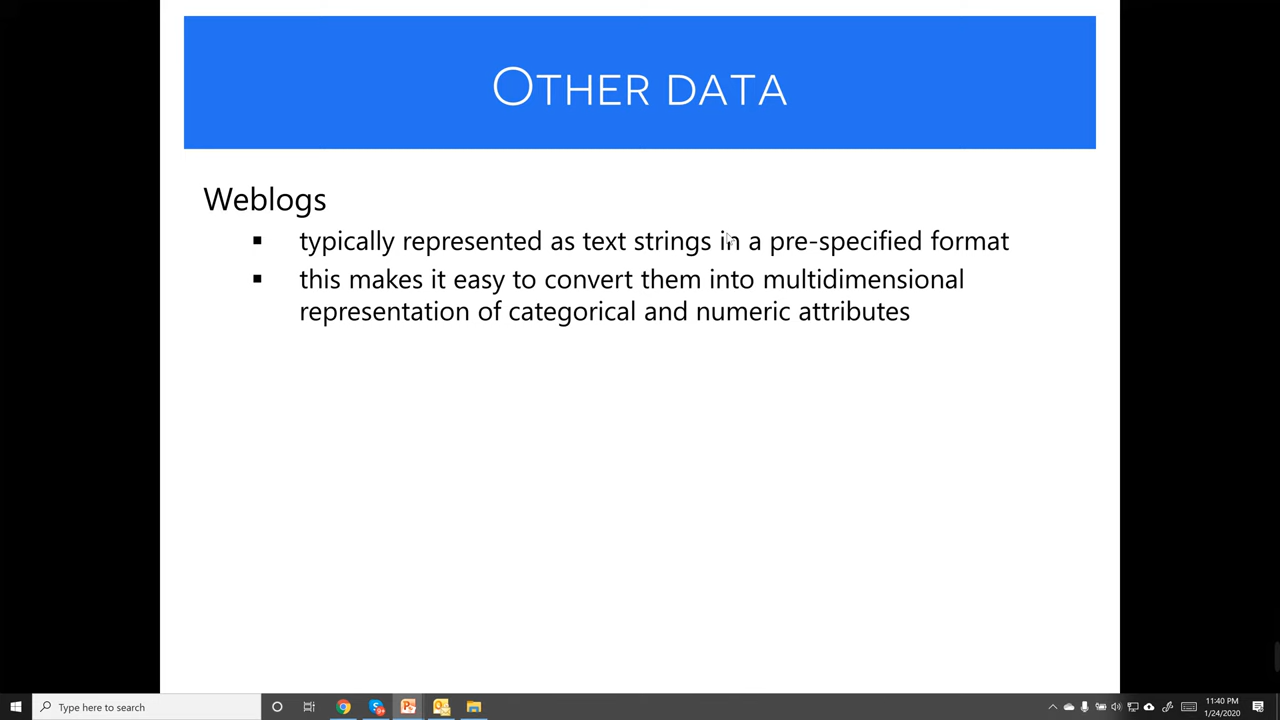 OTHER DATA
Weblogs
▪ typically represented as text strings in a pre-specified format
▪ this makes it easy to convert them into multidimensional
representation of categorical and numeric attributes
Type here to search
11:40 PM
1/24/2020